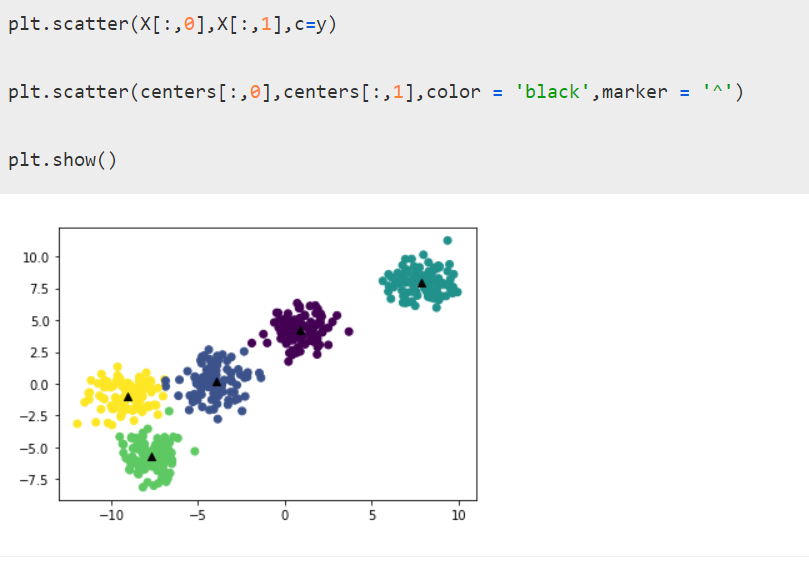 plt.scatter(X[:,0],X[:,1],c=y)
plt.scatter(centers[:,0],centers[:,1],color = 'black',marker = '^')
plt.show()
10.0
7.5
5.0
2.5
0.0
−2.5
−5.0
−7.5
−10 −5 0 5 10